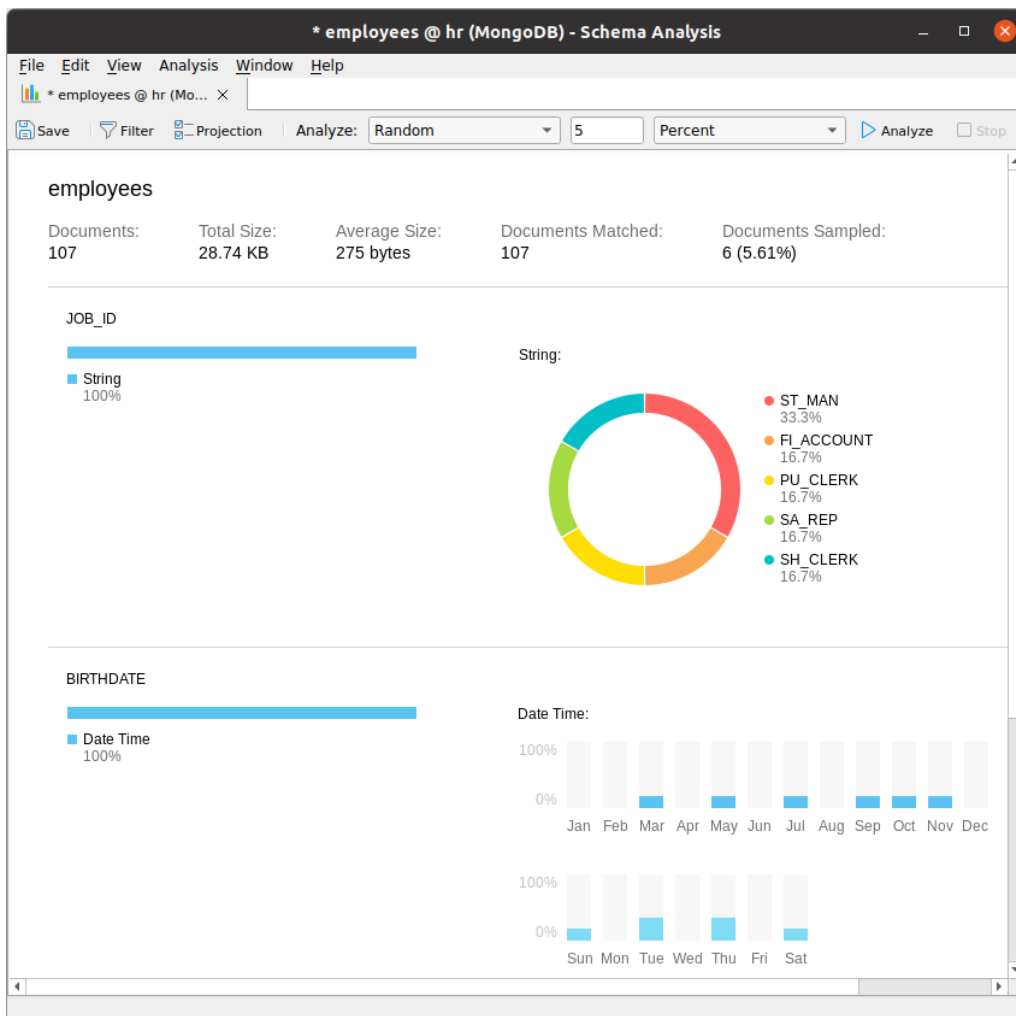 * employees @ hr (MongoDB) - Schema Analysis
File Edit View Analysis Window Help
* employees @ hr (Mo...
Save Filter Projection Analyze: Random 5 Percent Analyze Stop
employees
Documents: Total Size: Average Size: Documents Matched: Documents Sampled:
107 28.74 KB 275 bytes 107 6 (5.61%)
JOB_ID
String
100%
String:
ST_MAN
33.3%
FI_ACCOUNT
16.7%
PU_CLERK
16.7%
SA_REP
16.7%
SH_CLERK
16.7%
BIRTHDATE
Date Time
100%
Date Time:
100%
0%
Jan Feb Mar Apr May Jun Jul Aug Sep Oct Nov Dec
100%
0%
Sun Mon Tue Wed Thu Fri Sat